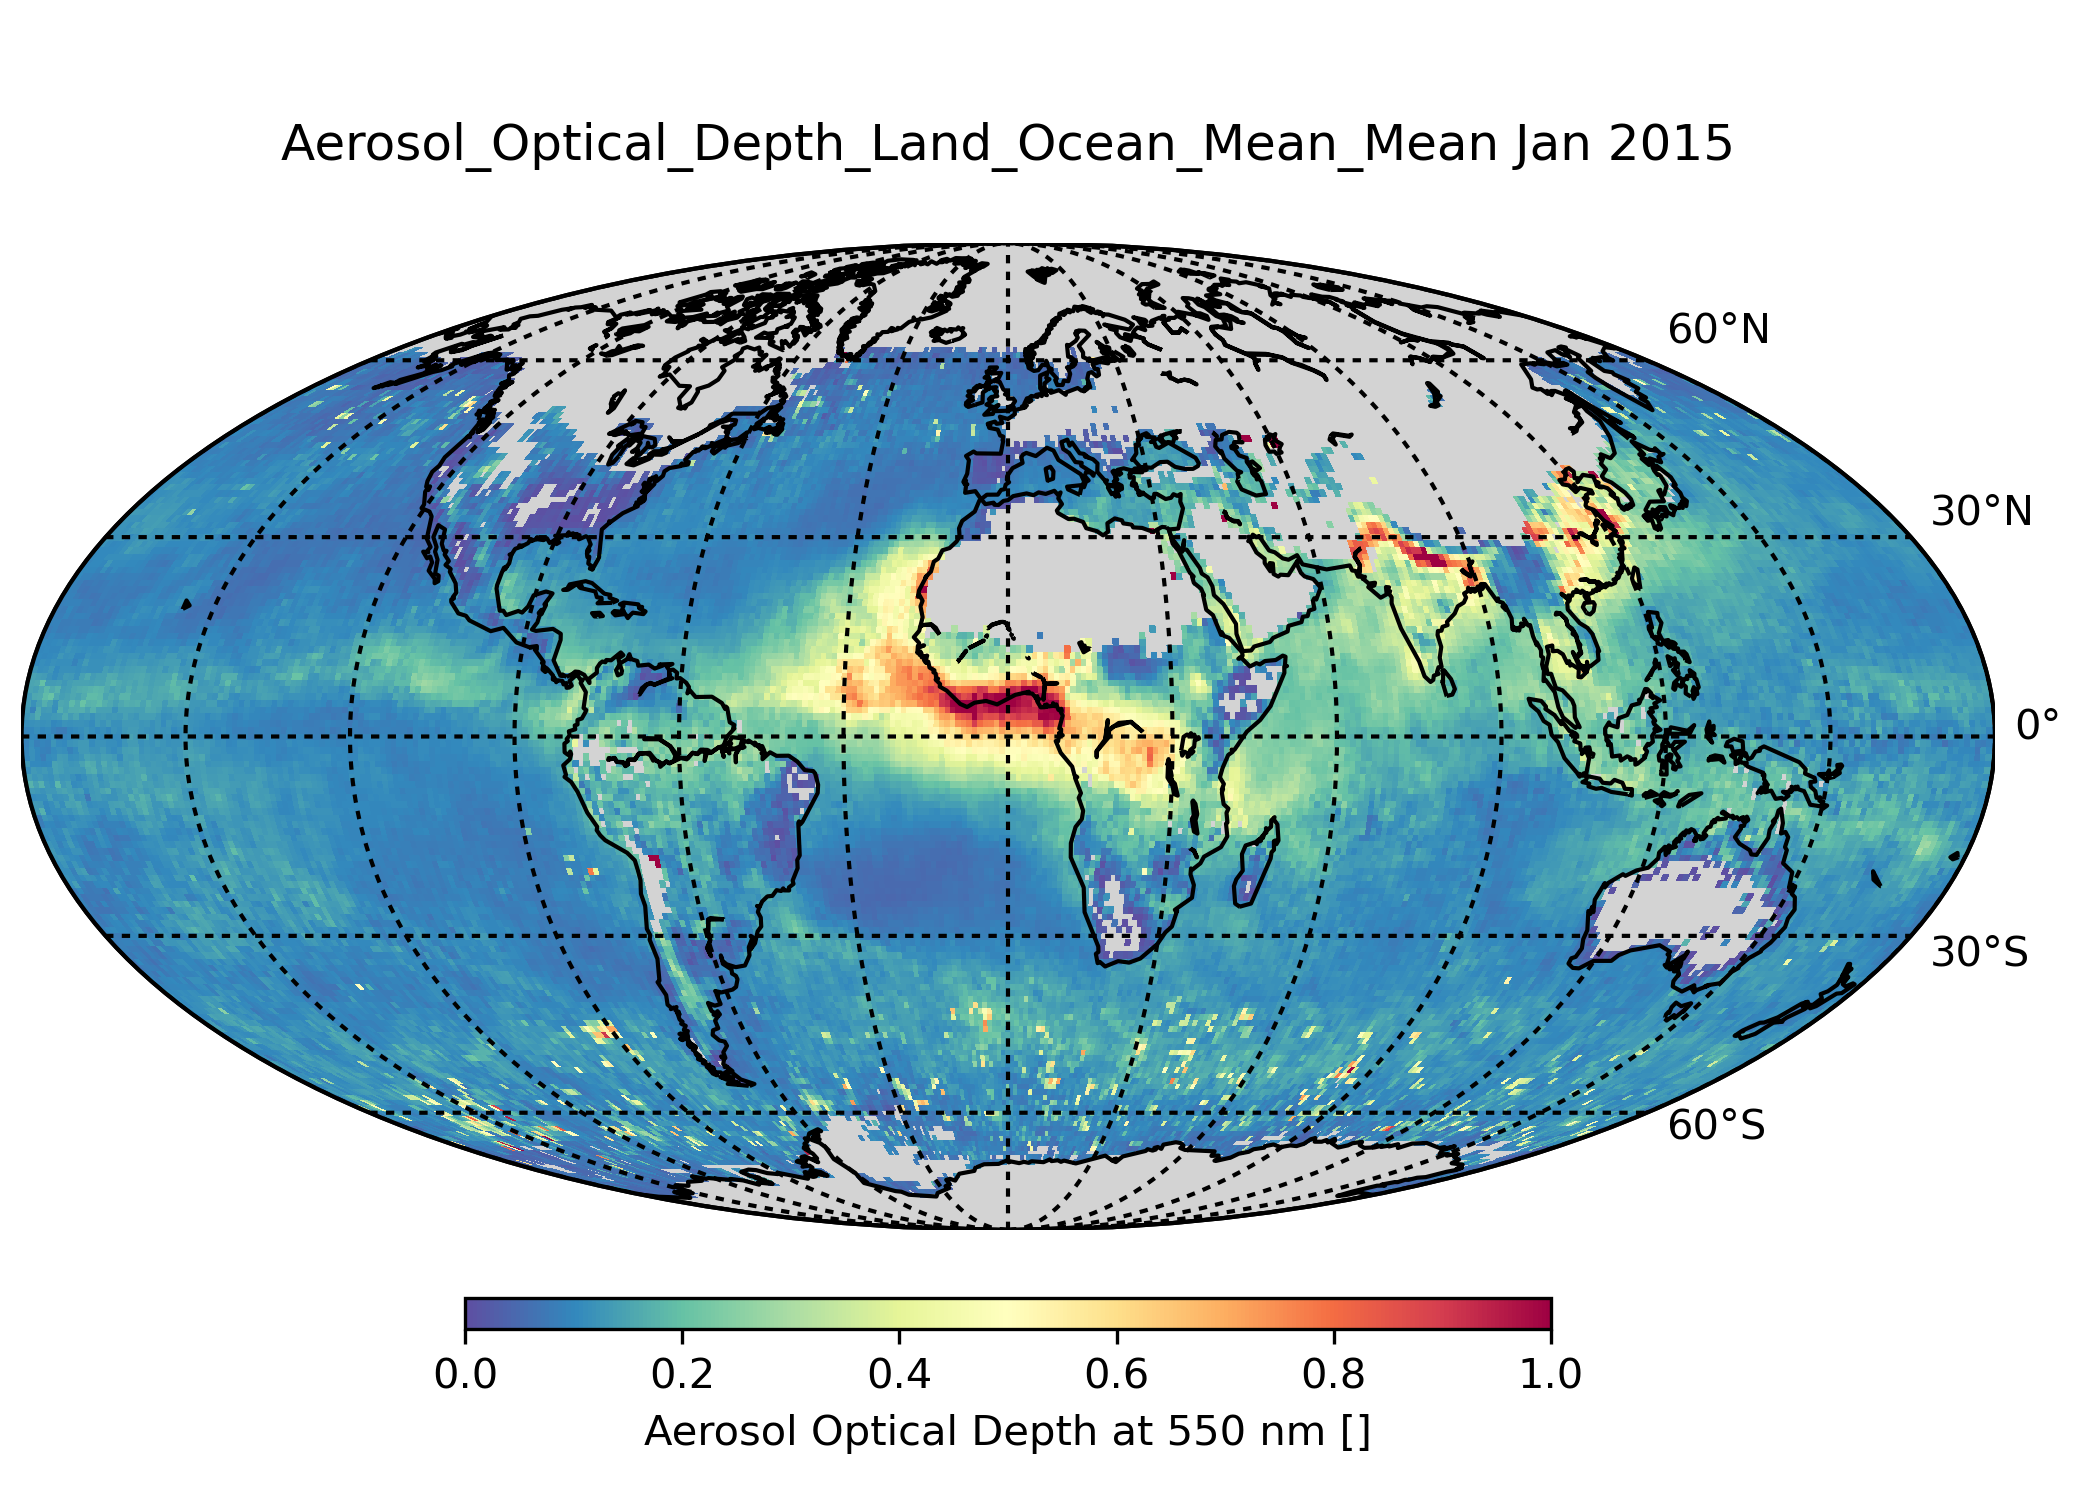 Aerosol_Optical_Depth_Land_Ocean_Mean_Mean Jan 2015
60°N
30°N
0°
30°S
60°S
0.0 0.2 0.4 0.6 0.8 1.0
Aerosol Optical Depth at 550 nm []